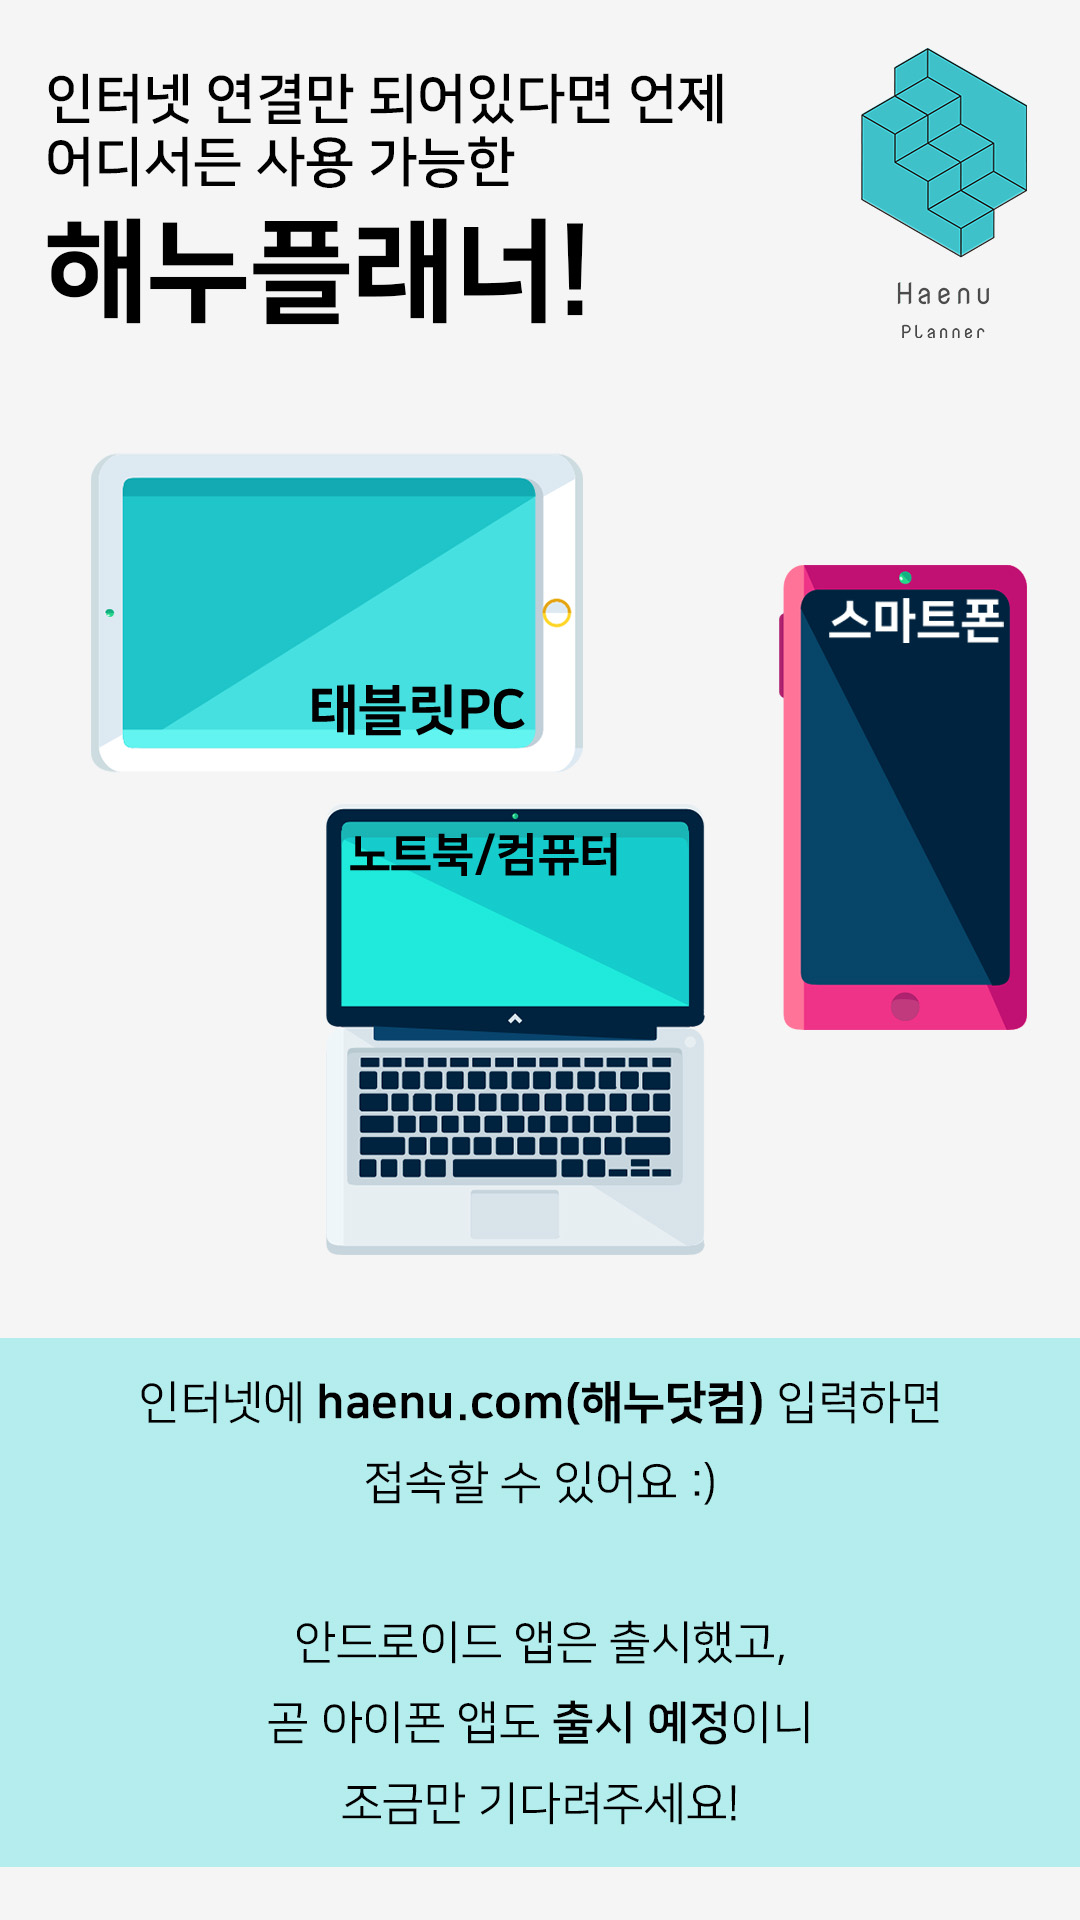 인터넷 연결만 되어있다면 언제
어디서든 사용 가능한
해누플래너!
Haenu
Planner
태블릿PC
스마트폰
노트북/컴퓨터
인터넷에 haenu.com(해누닷컴) 입력하면
접속할 수 있어요 :)
안드로이드 앱은 출시했고,
곧 아이폰 앱도 출시 예정이니
조금만 기다려주세요!